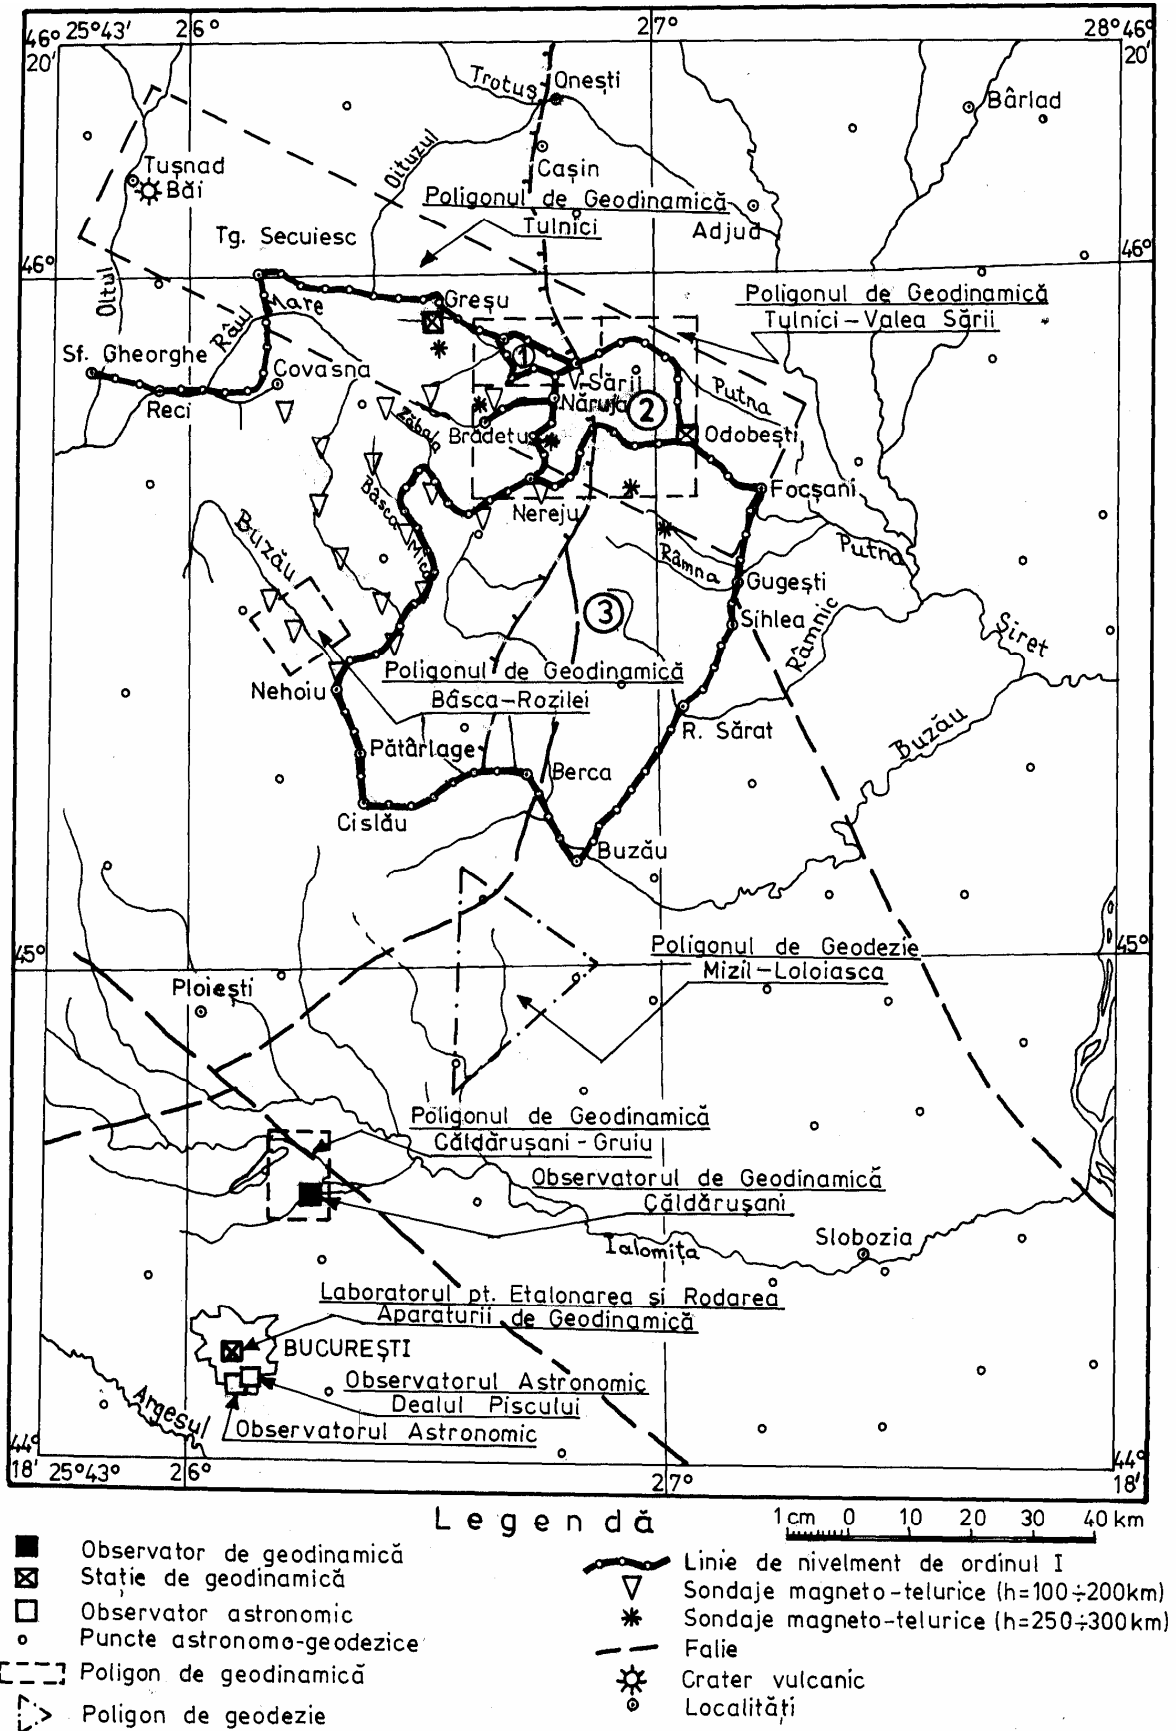 46° 25°43' 26° 27° 28°46'
20' 20'
Trotuș
Onești
Bârlad
Oituzul
Cașin
Tușnad
Băi
Poligonul de Geodinamică
Tulnici
Adjud
Tg. Secuiesc
46° 46°
Oltul
Râul Mare
Greșu
Poligonul de Geodinamică
Tulnici-Valea Sării
Sf. Gheorghe
Covasna
1
V. Sării
Putna
Reci
Năruja
2
Zăbala
Brădetu
Odobești
Bâsca Mică
Focșani
Nereju
Buzău
Râmna
Putna
Gugești
3
Sihlea
Râmnic
Siret
Poligonul de Geodinamică
Bâsca-Rozilei
Nehoiu
R. Sărat
Buzău
Pătârlage
Berca
Cislău
Buzău
45° 45°
Poligonul de Geodezie
Mizil-Loloiasca
Ploiești
Poligonul de Geodinamică
Căldărușani-Gruiu
Observatorul de Geodinamică
Căldărușani
Slobozia
Ialomița
Laboratorul pt. Etalonarea și Rodarea
Aparaturii de Geodinamică
BUCUREȘTI
Observatorul Astronomic
Dealul Piscului
Argeșul
Observatorul Astronomic
44° 44°
18' 25°43° 26° 27° 18'
Legendă
1cm 0 10 20 30 40 km
Observator de geodinamică
Stație de geodinamică
Observator astronomic
Puncte astronomo-geodezice
Poligon de geodinamică
Poligon de geodezie
Linie de nivelment de ordinul I
Sondaje magneto-telurice (h=100÷200km)
Sondaje magneto-telurice (h=250÷300km)
Falie
Crater vulcanic
Localități